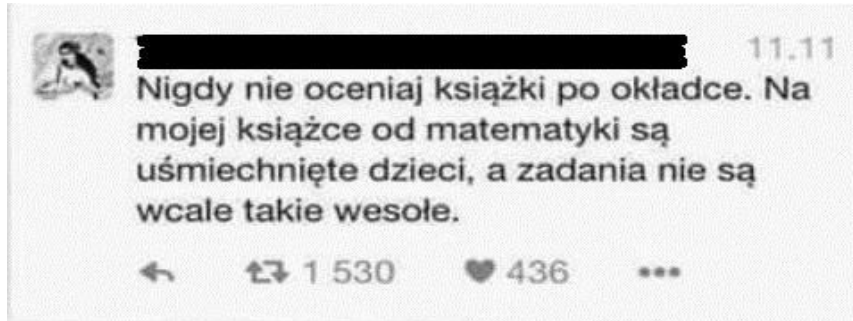 11.11
Nigdy nie oceniaj książki po okładce. Na
mojej książce od matematyki są
uśmiechnięte dzieci, a zadania nie są
wcale takie wesołe.
1 530 436